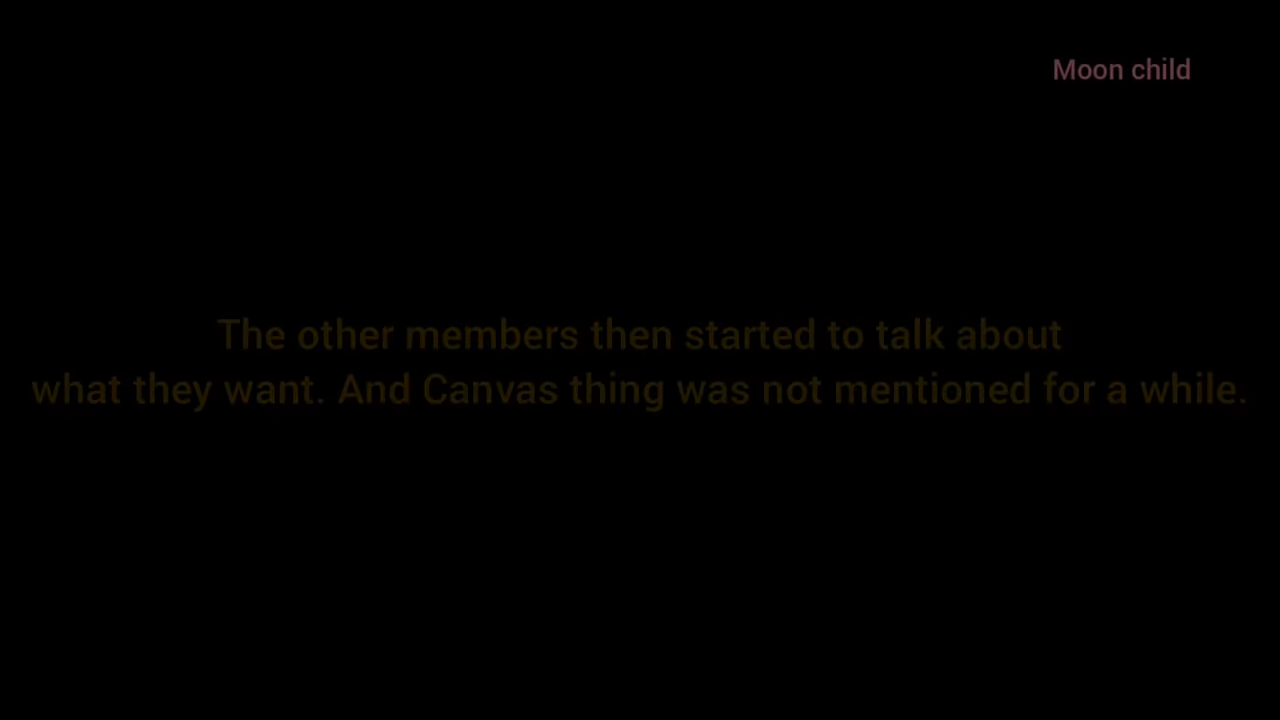 Moon child
The other members then started to talk about
what they want. And Canvas thing was not mentioned for a while.